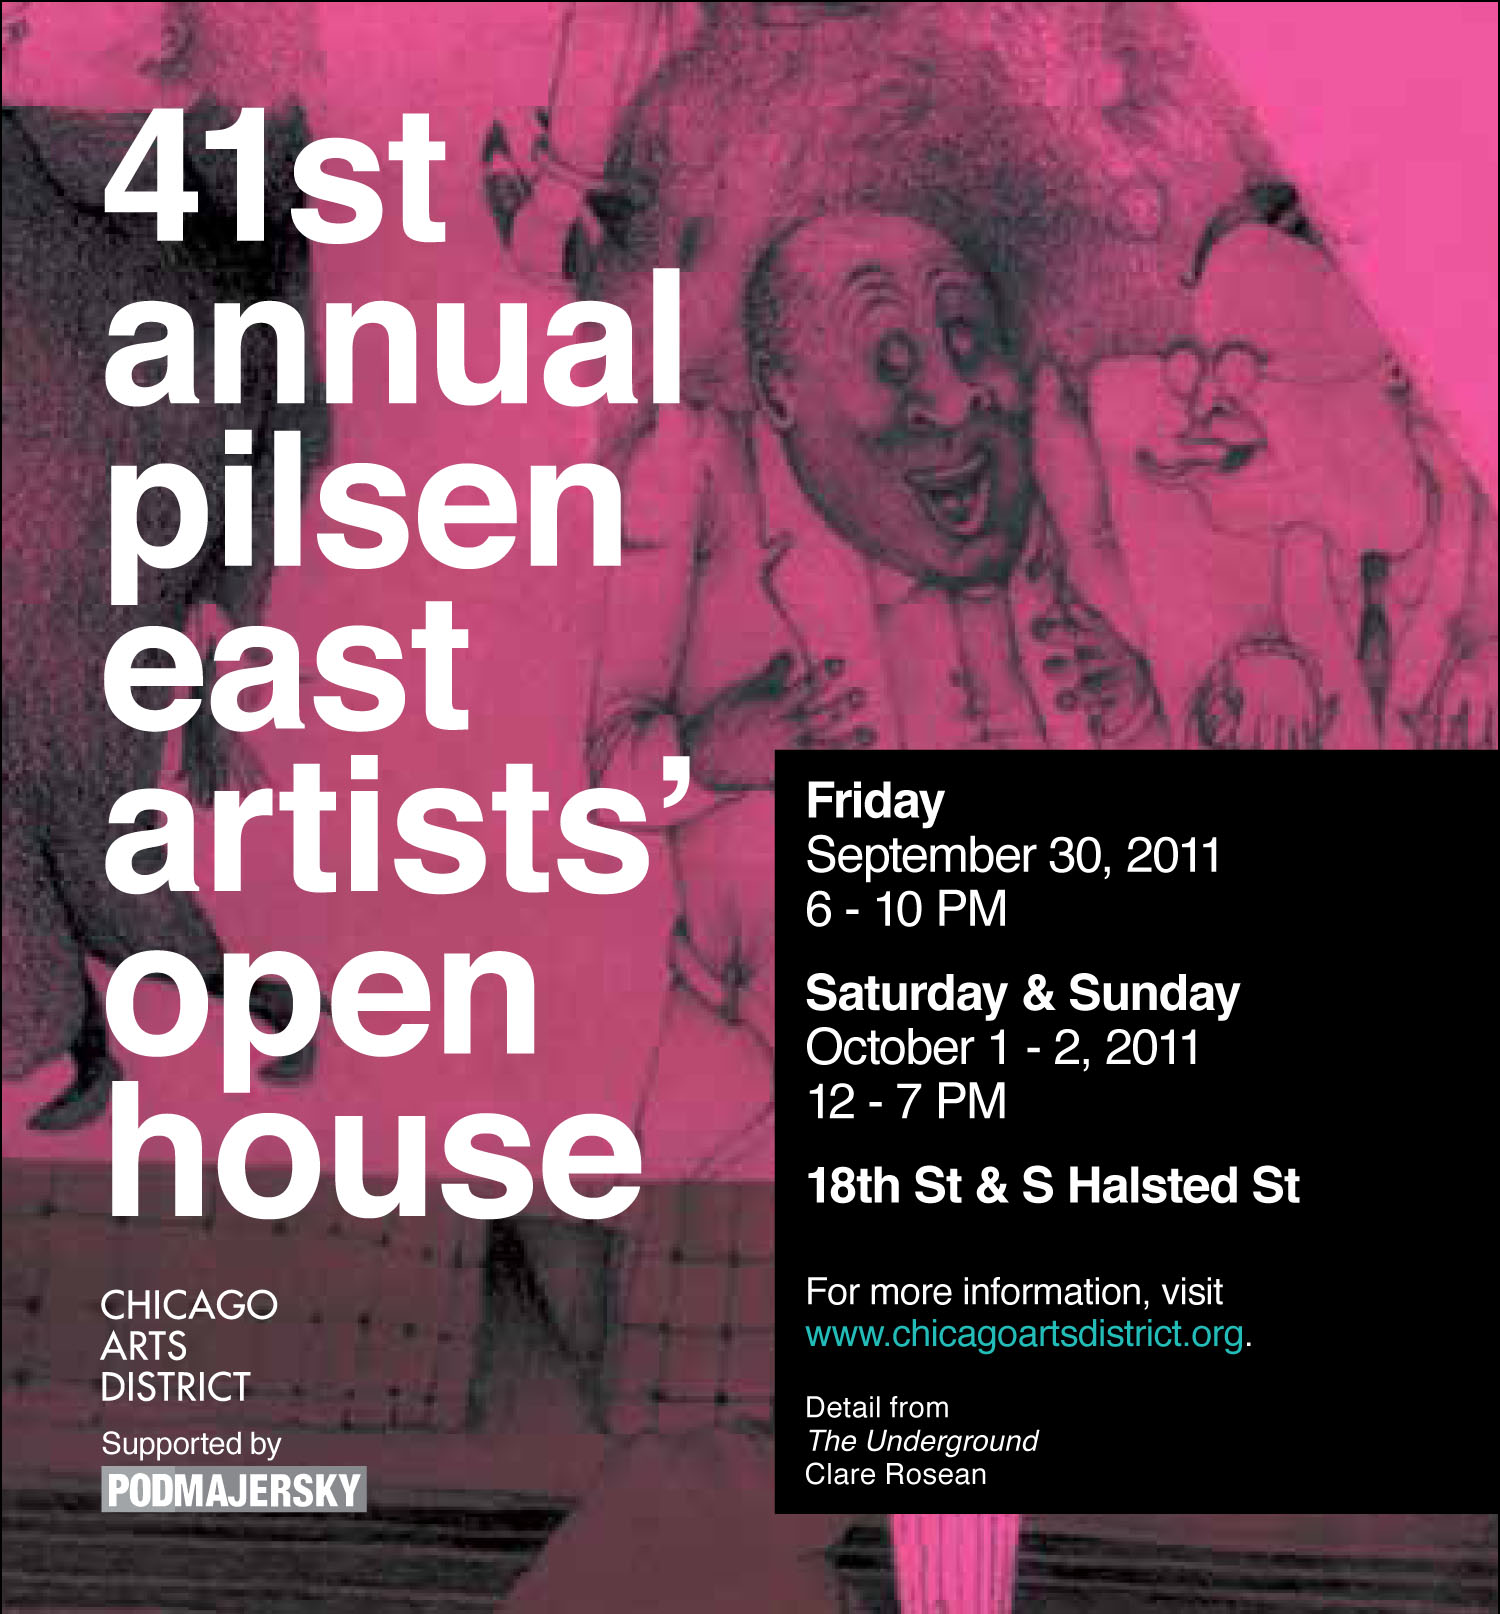 41st
annual
pilsen
east
artists’
open
house
CHICAGO
ARTS
DISTRICT
Supported by
PODMAJERSKY
Friday
September 30, 2011
6 - 10 PM
Saturday & Sunday
October 1 - 2, 2011
12 - 7 PM
18th St & S Halsted St
For more information, visit
www.chicagoartsdistrict.org.
Detail from
The Underground
Clare Rosean